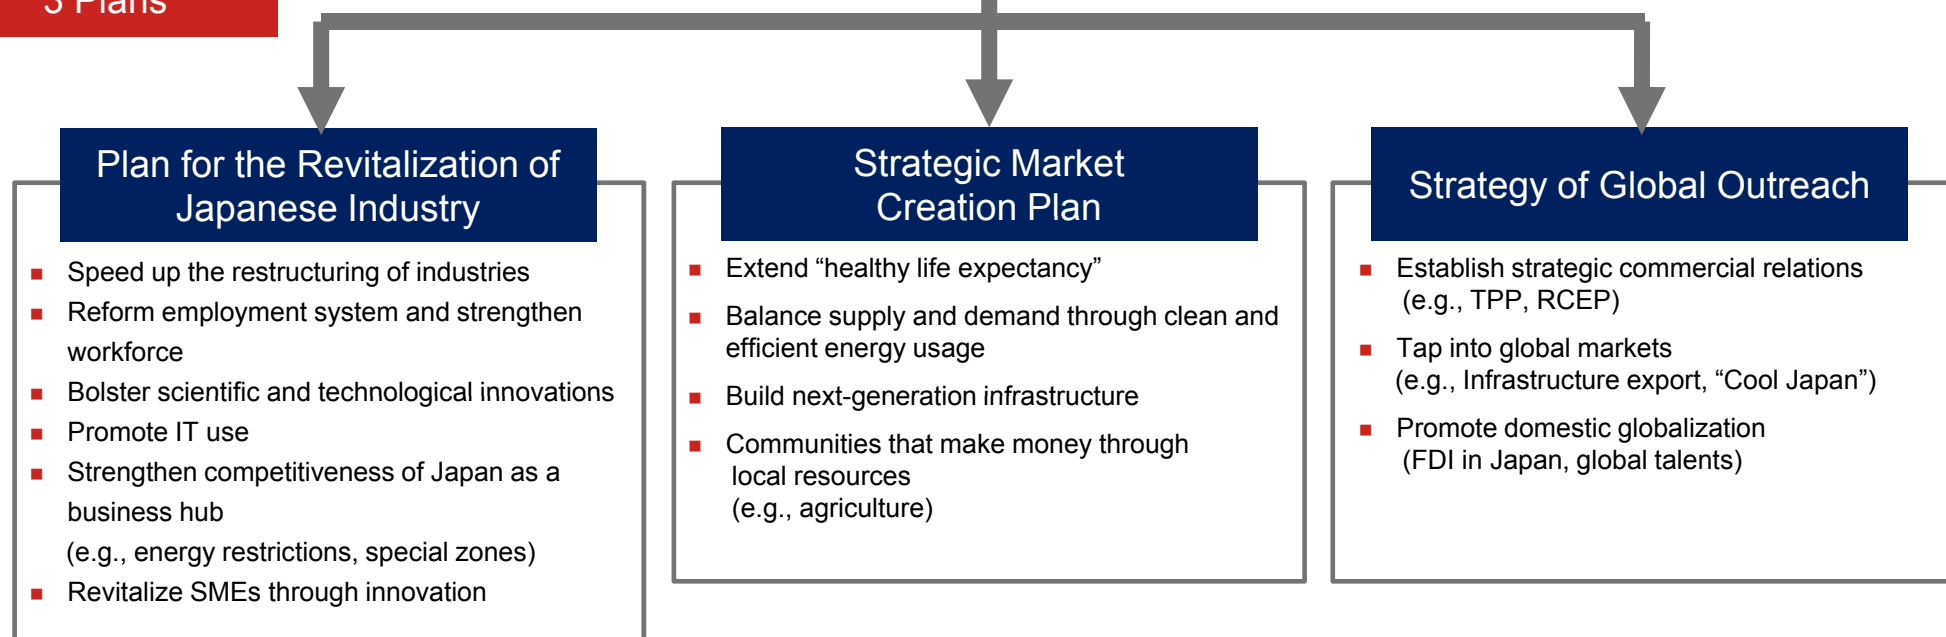 3 Plans
Plan for the Revitalization of
Japanese Industry
Speed up the restructuring of industries
Reform employment system and strengthen
workforce
Bolster scientific and technological innovations
Promote IT use
Strengthen competitiveness of Japan as a
business hub
(e.g., energy restrictions, special zones)
Revitalize SMEs through innovation
Strategic Market
Creation Plan
Extend “healthy life expectancy”
Balance supply and demand through clean and
efficient energy usage
Build next-generation infrastructure
Communities that make money through
local resources
(e.g., agriculture)
Strategy of Global Outreach
Establish strategic commercial relations
(e.g., TPP, RCEP)
Tap into global markets
(e.g., Infrastructure export, “Cool Japan”)
Promote domestic globalization
(FDI in Japan, global talents)